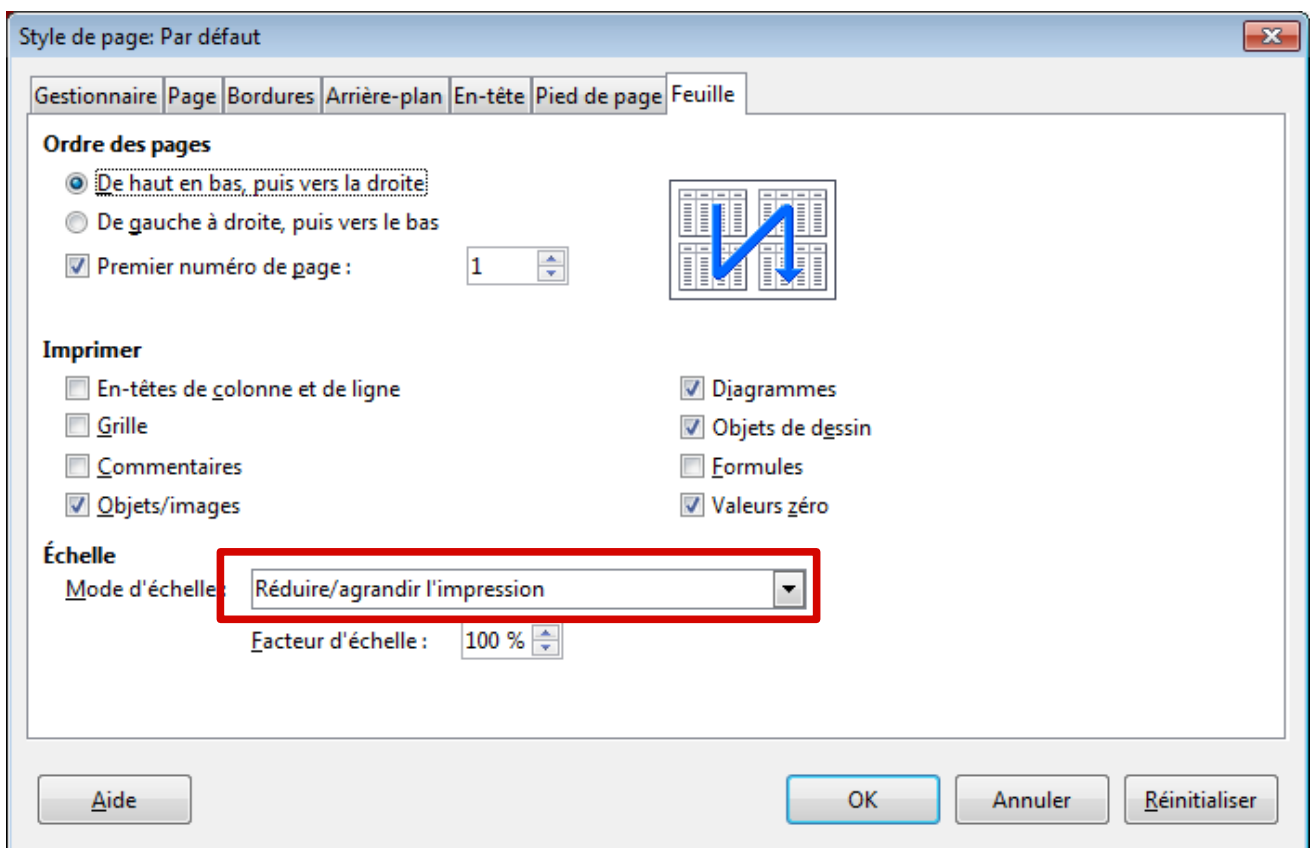 Style de page: Par défaut
Gestionnaire Page Bordures Arrière-plan En-tête Pied de page Feuille
Ordre des pages
De haut en bas, puis vers la droite
De gauche à droite, puis vers le bas
Premier numéro de page : 1
Imprimer
En-têtes de colonne et de ligne
Diagrammes
Grille
Objets de dessin
Commentaires
Formules
Objets/images
Valeurs zéro
Échelle
Mode d'échelle : Réduire/agrandir l'impression
Facteur d'échelle : 100 %
Aide OK Annuler Réinitialiser